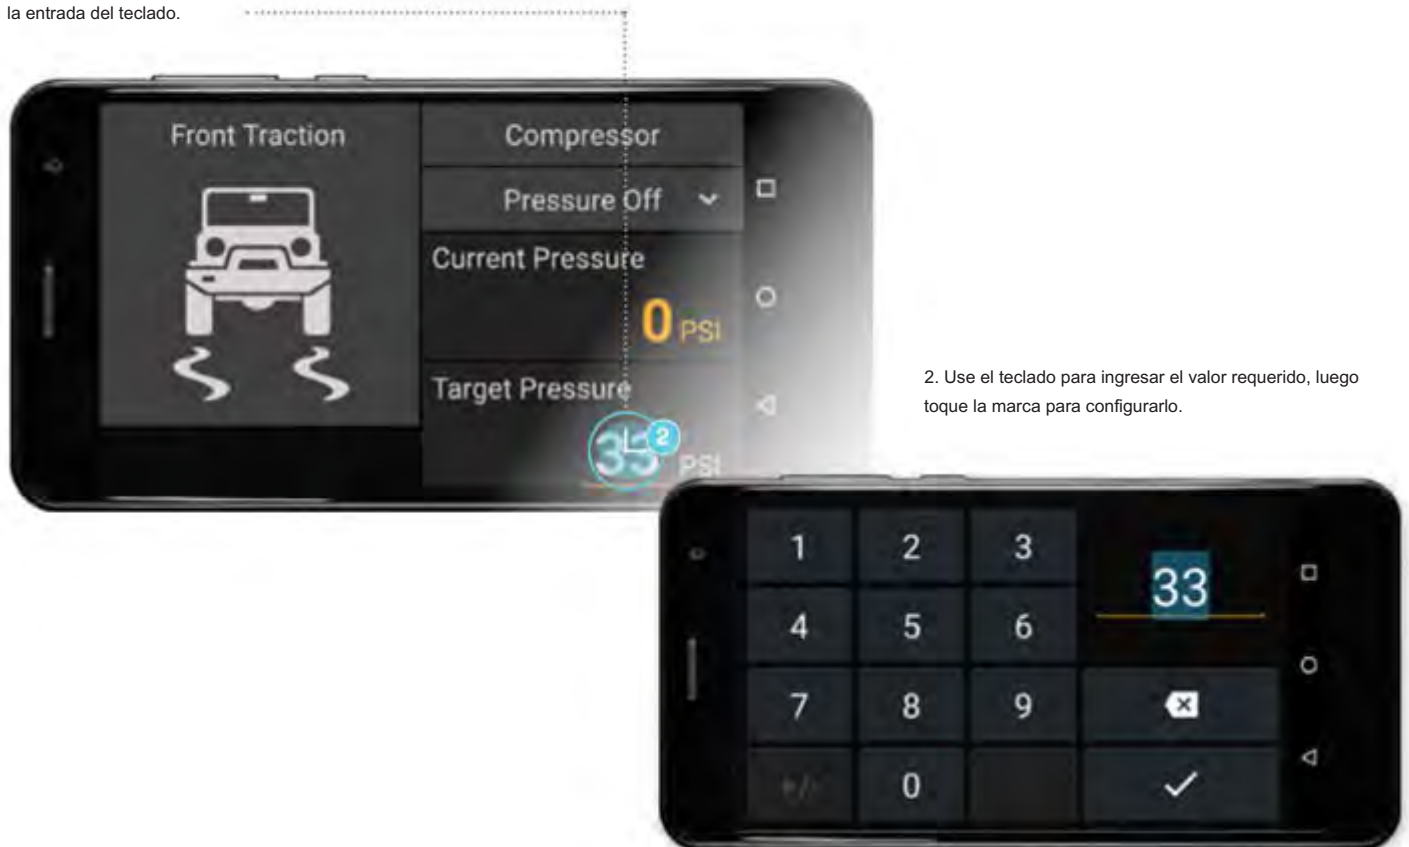 la entrada del teclado.
Front Traction
Compressor
Pressure Off
Current Pressure
0 PSI
Target Pressure
33 2 PSI
2. Use el teclado para ingresar el valor requerido, luego
toque la marca para configurarlo.
1 2 3
33
4 5 6
7 8 9
+/- 0